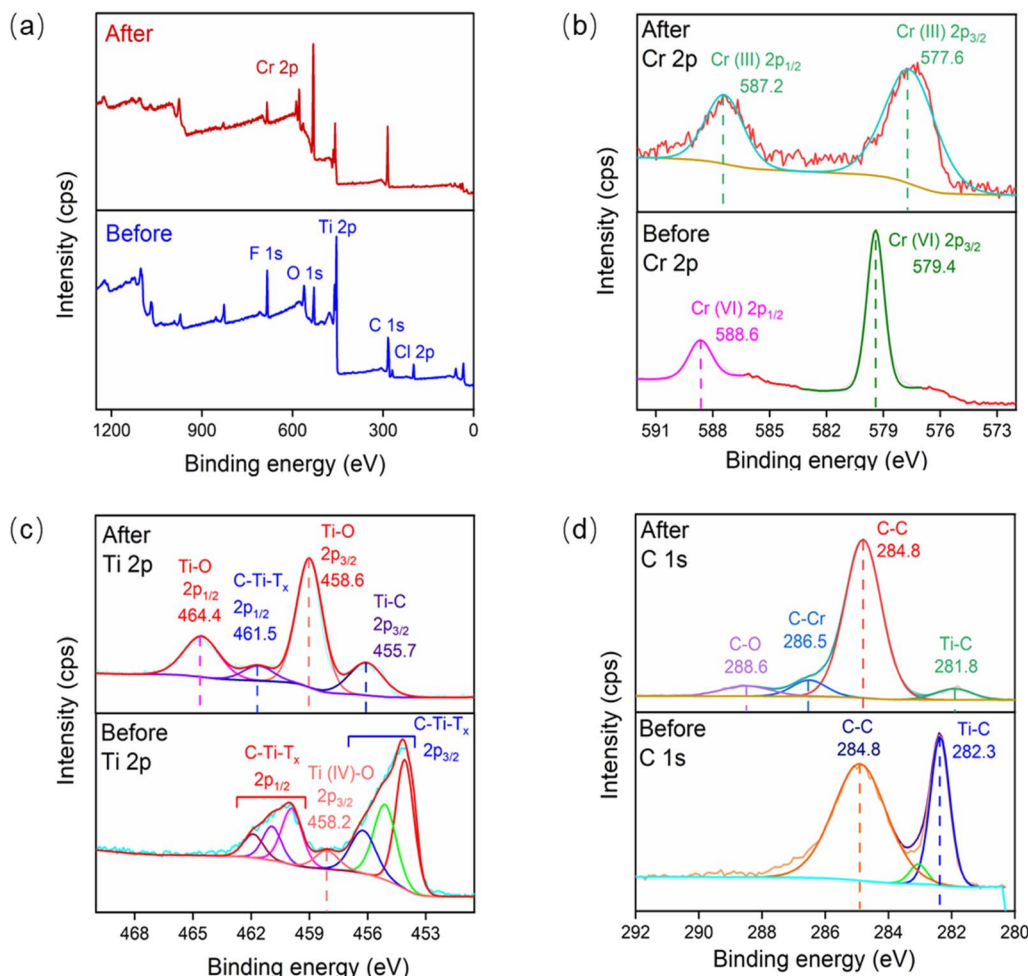 (a)
After
Cr 2p
Before
Ti 2p
F 1s
O 1s
C 1s
Cl 2p
Intensity (cps)
1200 900 600 300 0
Binding energy (eV)
(b)
After
Cr 2p
Cr (III) 2p1/2
587.2
Cr (III) 2p3/2
577.6
Before
Cr 2p
Cr (VI) 2p1/2
588.6
Cr (VI) 2p3/2
579.4
Intensity (cps)
591 588 585 582 579 576 573
Binding energy (eV)
(c)
After
Ti 2p
Ti-O
2p1/2
464.4
C-Ti-Tx
2p1/2
461.5
Ti-O
2p3/2
458.6
Ti-C
2p3/2
455.7
Before
Ti 2p
C-Ti-Tx
2p1/2
Ti (IV)-O
2p3/2
458.2
C-Ti-Tx
2p3/2
Intensity (cps)
468 465 462 459 456 453
Binding energy (eV)
(d)
After
C 1s
C-O
288.6
C-Cr
286.5
C-C
284.8
Ti-C
281.8
Before
C 1s
C-C
284.8
Ti-C
282.3
Intensity (cps)
292 290 288 286 284 282 280
Binding energy (eV)